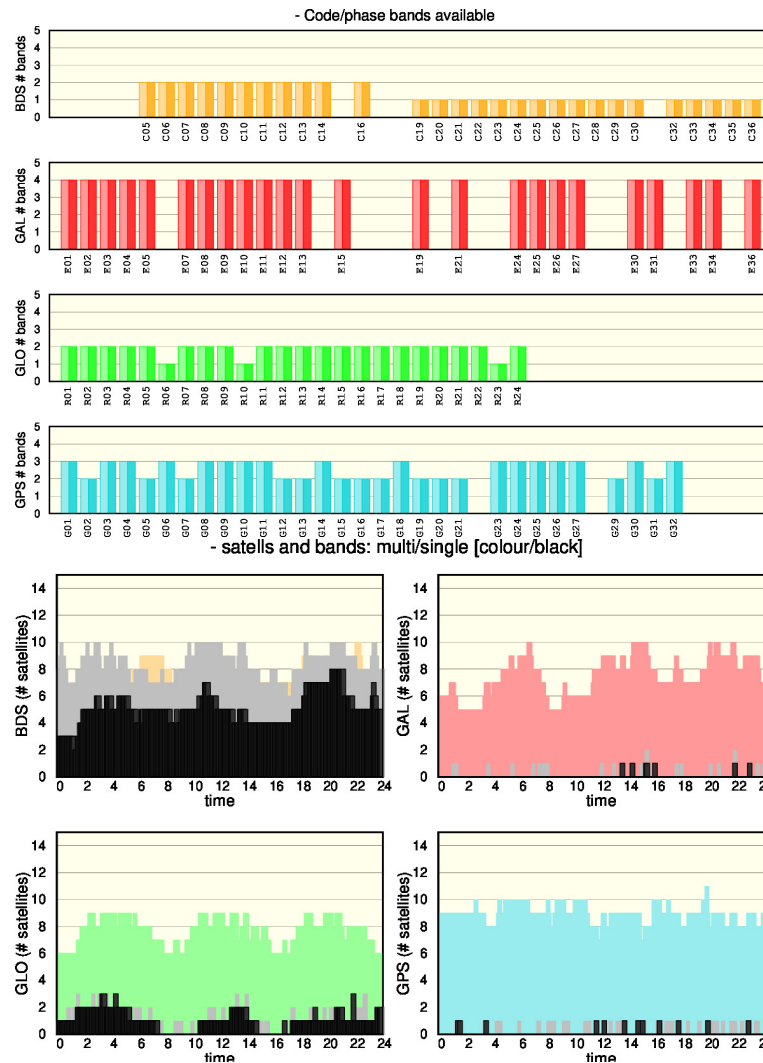 - Code/phase bands available
BDS # bands
5
4
3
2
1
0
C05 C06 C07 C08 C09 C10 C11 C12 C13 C14 C16 C19 C20 C21 C22 C23 C24 C25 C26 C27 C28 C29 C30 C32 C33 C34 C35 C36
GAL # bands
5
4
3
2
1
0
E01 E02 E03 E04 E05 E07 E08 E09 E10 E11 E12 E13 E15 E19 E21 E24 E25 E26 E27 E30 E31 E33 E34 E36
GLO # bands
5
4
3
2
1
0
R01 R02 R03 R04 R05 R06 R07 R08 R09 R10 R11 R12 R13 R14 R15 R16 R17 R18 R19 R20 R21 R22 R23 R24
GPS # bands
5
4
3
2
1
0
G01 G02 G03 G04 G05 G06 G07 G08 G09 G10 G11 G12 G13 G14 G15 G16 G17 G18 G19 G20 G21 G23 G24 G25 G26 G27 G29 G30 G31 G32
- satells and bands: multi/single [colour/black]
BDS (# satellites)
14
12
10
8
6
4
2
0
0 2 4 6 8 10 12 14 16 18 20 22 24
time
GAL (# satellites)
14
12
10
8
6
4
2
0
0 2 4 6 8 10 12 14 16 18 20 22 24
time
GLO (# satellites)
14
12
10
8
6
4
2
0
0 2 4 6 8 10 12 14 16 18 20 22 24
time
GPS (# satellites)
14
12
10
8
6
4
2
0
0 2 4 6 8 10 12 14 16 18 20 22 24
time